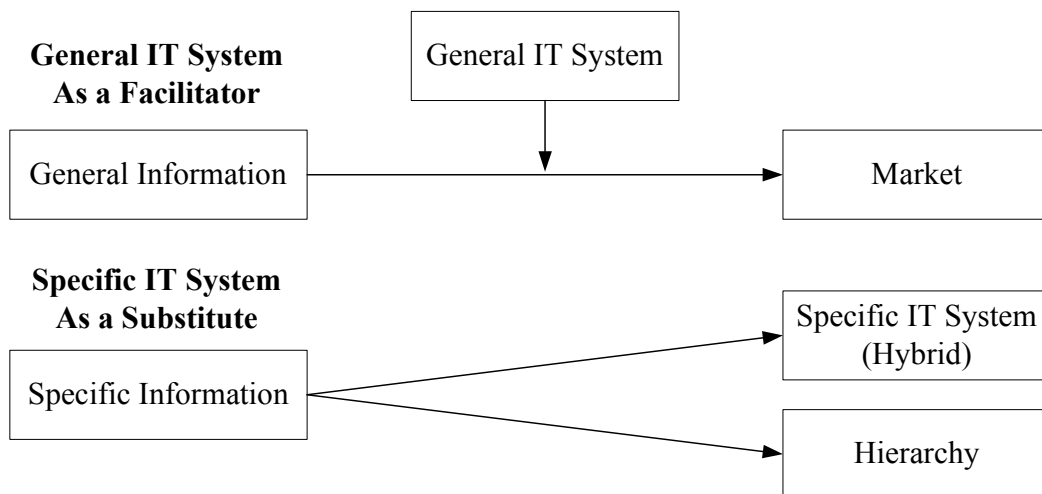 General IT System
As a Facilitator
General IT System
General Information
Market
Specific IT System
As a Substitute
Specific IT System
(Hybrid)
Specific Information
Hierarchy